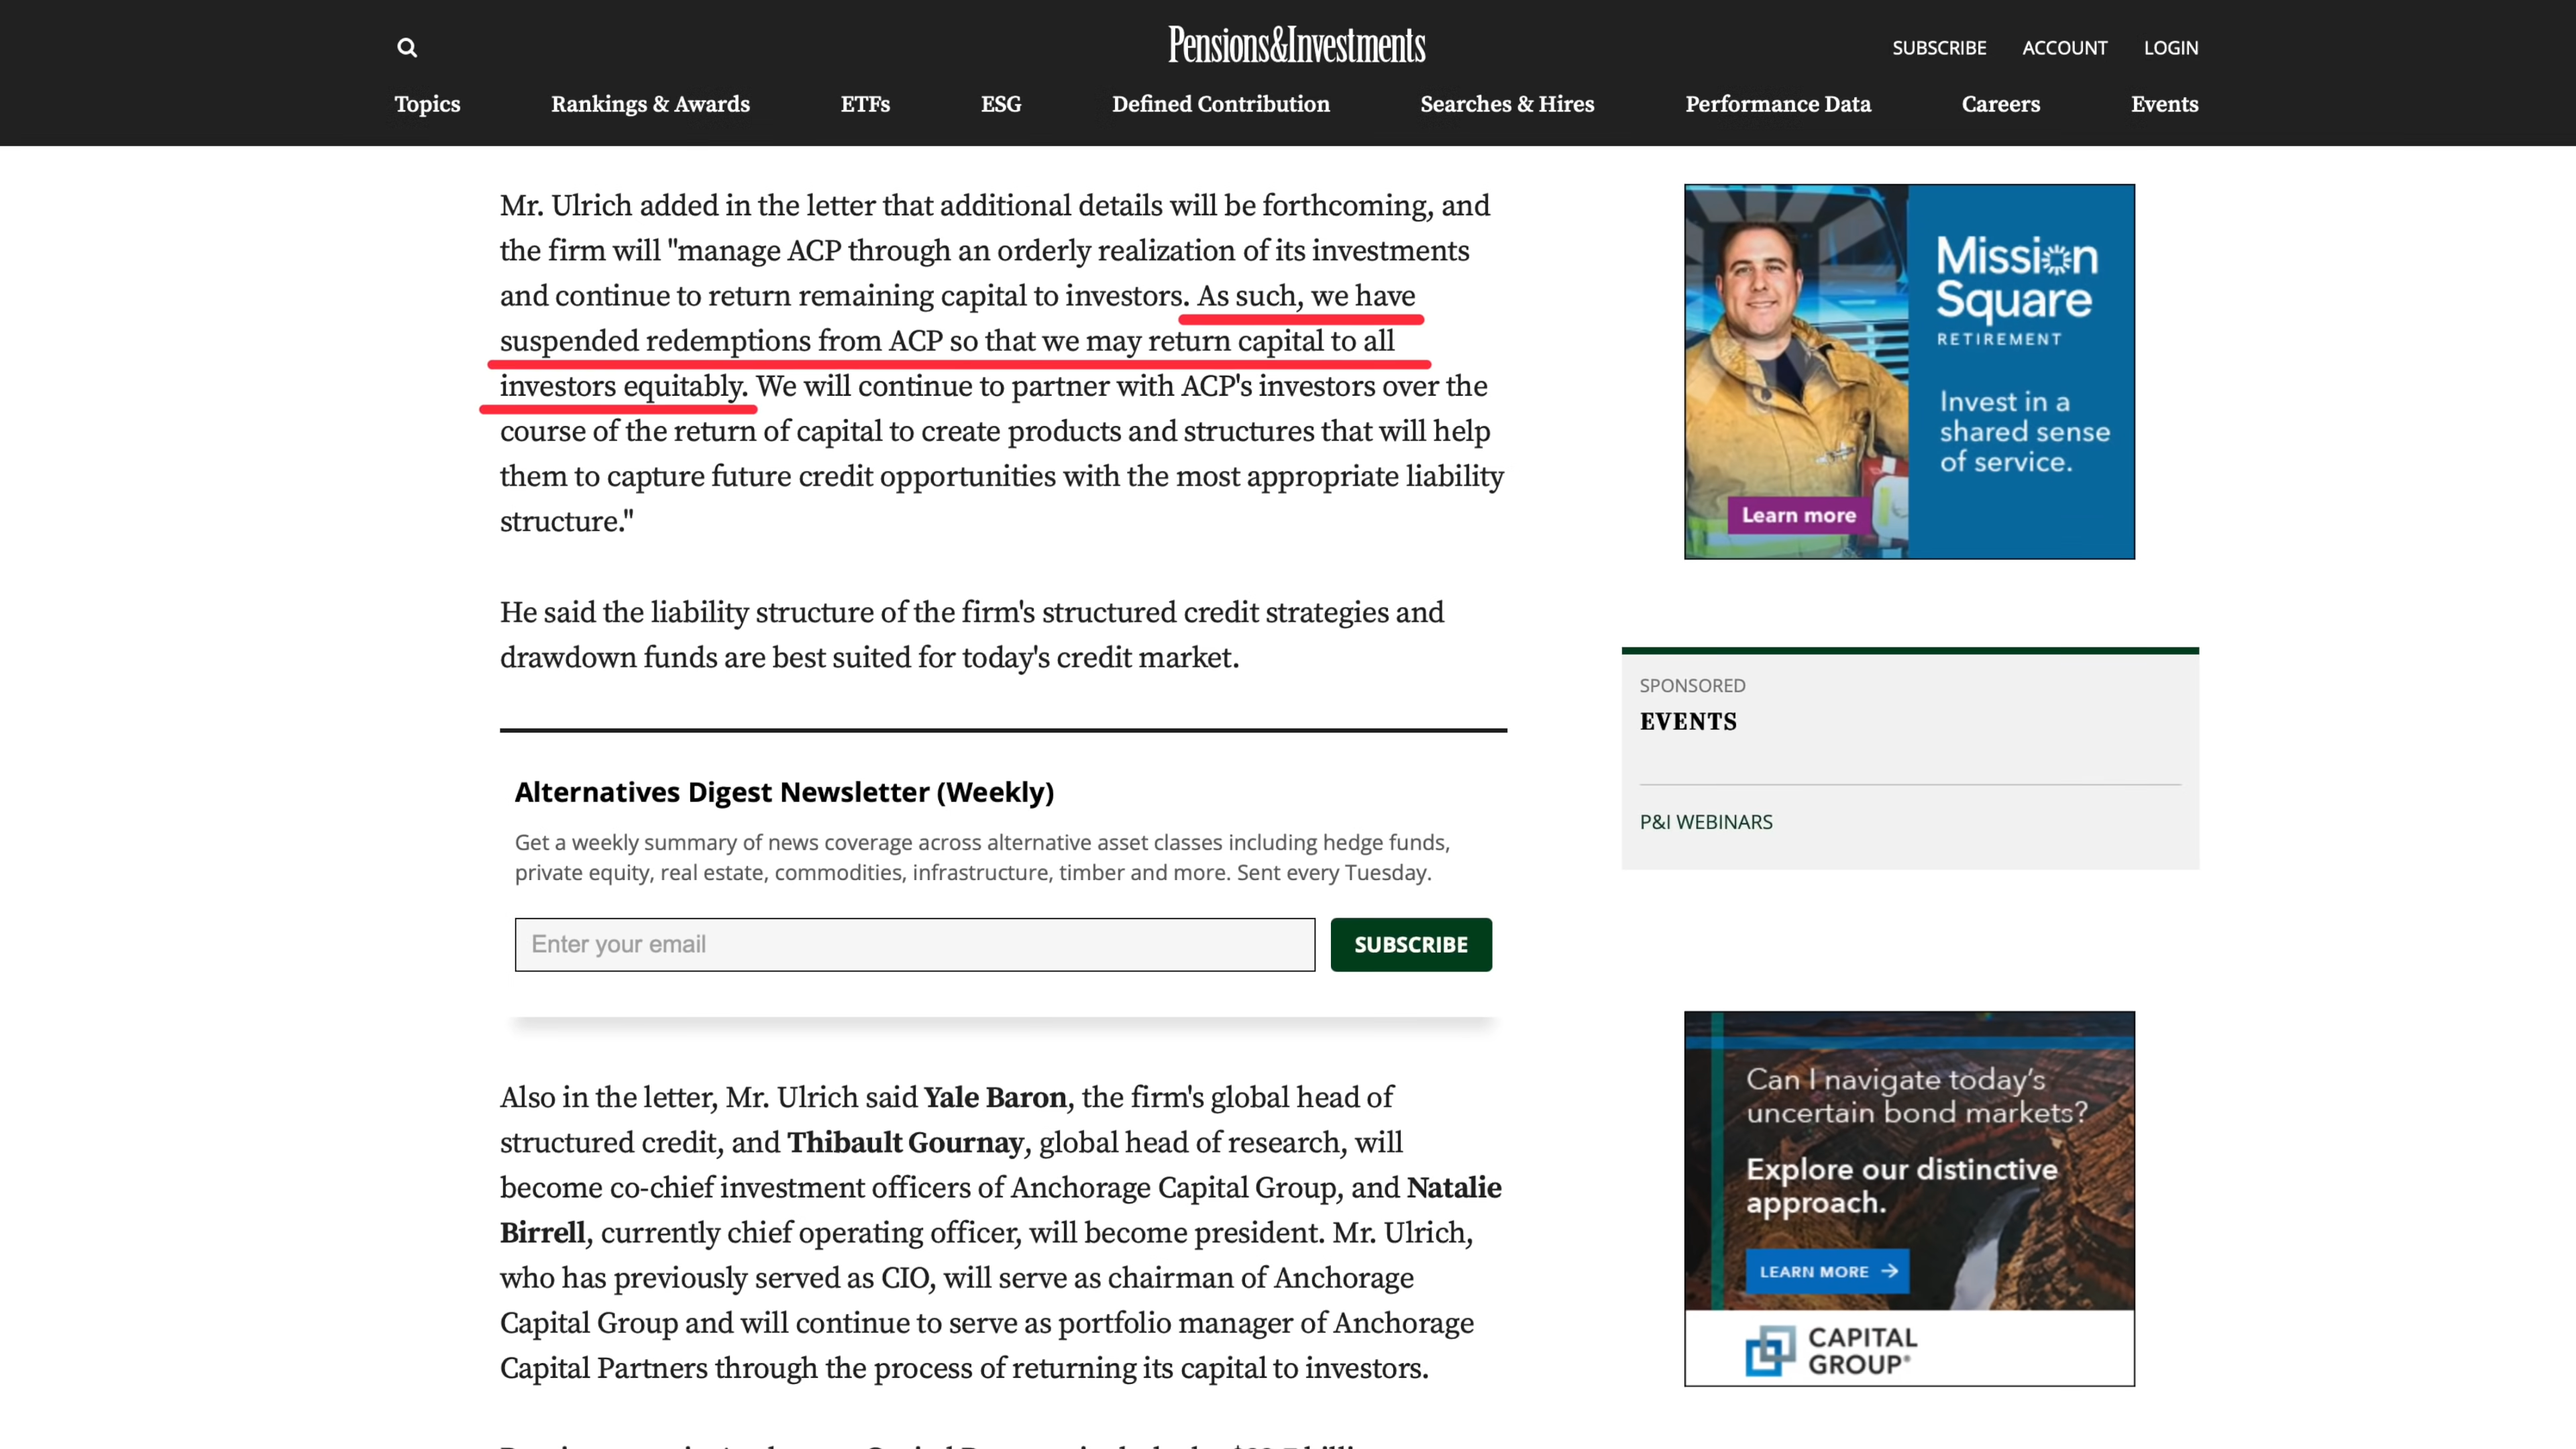 Pensions&Investments
SUBSCRIBE ACCOUNT LOGIN
Topics Rankings & Awards ETFs ESG Defined Contribution Searches & Hires Performance Data Careers Events
Mr. Ulrich added in the letter that additional details will be forthcoming, and
the firm will "manage ACP through an orderly realization of its investments
and continue to return remaining capital to investors. As such, we have
suspended redemptions from ACP so that we may return capital to all
investors equitably. We will continue to partner with ACP's investors over the
course of the return of capital to create products and structures that will help
them to capture future credit opportunities with the most appropriate liability
structure."
He said the liability structure of the firm's structured credit strategies and
drawdown funds are best suited for today's credit market.
Alternatives Digest Newsletter (Weekly)
Get a weekly summary of news coverage across alternative asset classes including hedge funds,
private equity, real estate, commodities, infrastructure, timber and more. Sent every Tuesday.
Enter your email SUBSCRIBE
Also in the letter, Mr. Ulrich said Yale Baron, the firm's global head of
structured credit, and Thibault Gournay, global head of research, will
become co-chief investment officers of Anchorage Capital Group, and Natalie
Birrell, currently chief operating officer, will become president. Mr. Ulrich,
who has previously served as CIO, will serve as chairman of Anchorage
Capital Group and will continue to serve as portfolio manager of Anchorage
Capital Partners through the process of returning its capital to investors.
Mission
Square
RETIREMENT
Invest in a
shared sense
of service.
Learn more
SPONSORED
EVENTS
P&I WEBINARS
Can I navigate today's
uncertain bond markets?
Explore our distinctive
approach.
LEARN MORE →
CAPITAL
GROUP®